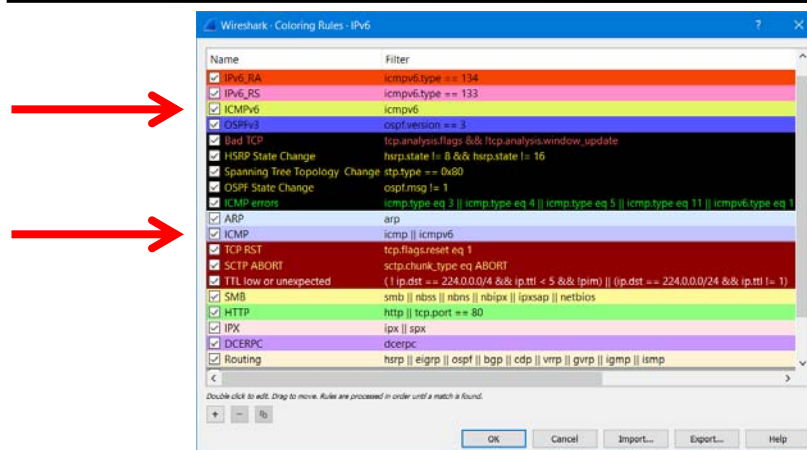 Wireshark · Coloring Rules · IPv6
Name Filter
IPv6_RA icmpv6.type == 134
IPv6_RS icmpv6.type == 133
ICMPv6 icmpv6
OSPFv3 ospf.version == 3
Bad TCP tcp.analysis.flags && !tcp.analysis.window_update
HSRP State Change hsrp.state != 8 && hsrp.state != 16
Spanning Tree Topology Change stp.type == 0x80
OSPF State Change ospf.msg != 1
ICMP errors icmp.type eq 3 || icmp.type eq 4 || icmp.type eq 5 || icmp.type eq 11 || icmpv6.type eq 1
ARP arp
ICMP icmp || icmpv6
TCP RST tcp.flags.reset eq 1
SCTP ABORT sctp.chunk_type eq ABORT
TTL low or unexpected ( ! ip.dst == 224.0.0.0/4 && ip.ttl < 5 && !pim) || (ip.dst == 224.0.0.0/24 && ip.ttl != 1)
SMB smb || nbss || nbns || nbipx || ipxsap || netbios
HTTP http || tcp.port == 80
IPX ipx || spx
DCERPC dcerpc
Routing hsrp || eigrp || ospf || bgp || cdp || vrrp || gvrp || igmp || ismp
Double click to edit. Drag to move. Rules are processed in order until a match is found.
OK Cancel Import... Export... Help